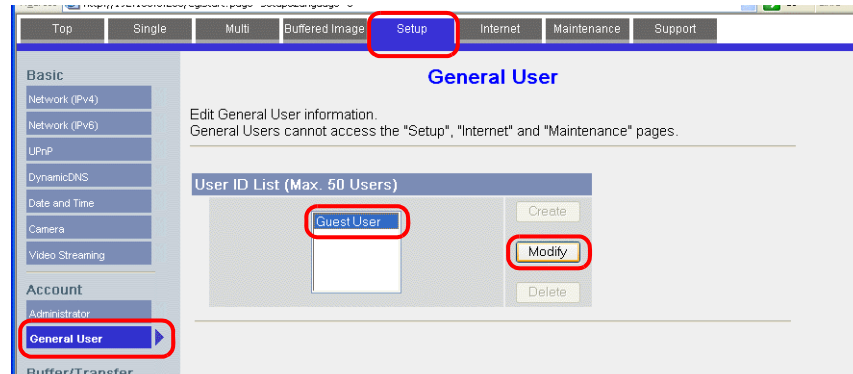 Top Single Multi Buffered Image Setup Internet Maintenance Support
General User
Basic
Network (IPv4)
Network (IPv6)
UPnP
DynamicDNS
Date and Time
Camera
Video Streaming
Account
Administrator
General User
Buffer/Transfer
Edit General User information.
General Users cannot access the "Setup", "Internet" and "Maintenance" pages.
User ID List (Max. 50 Users)
Guest User
Create
Modify
Delete